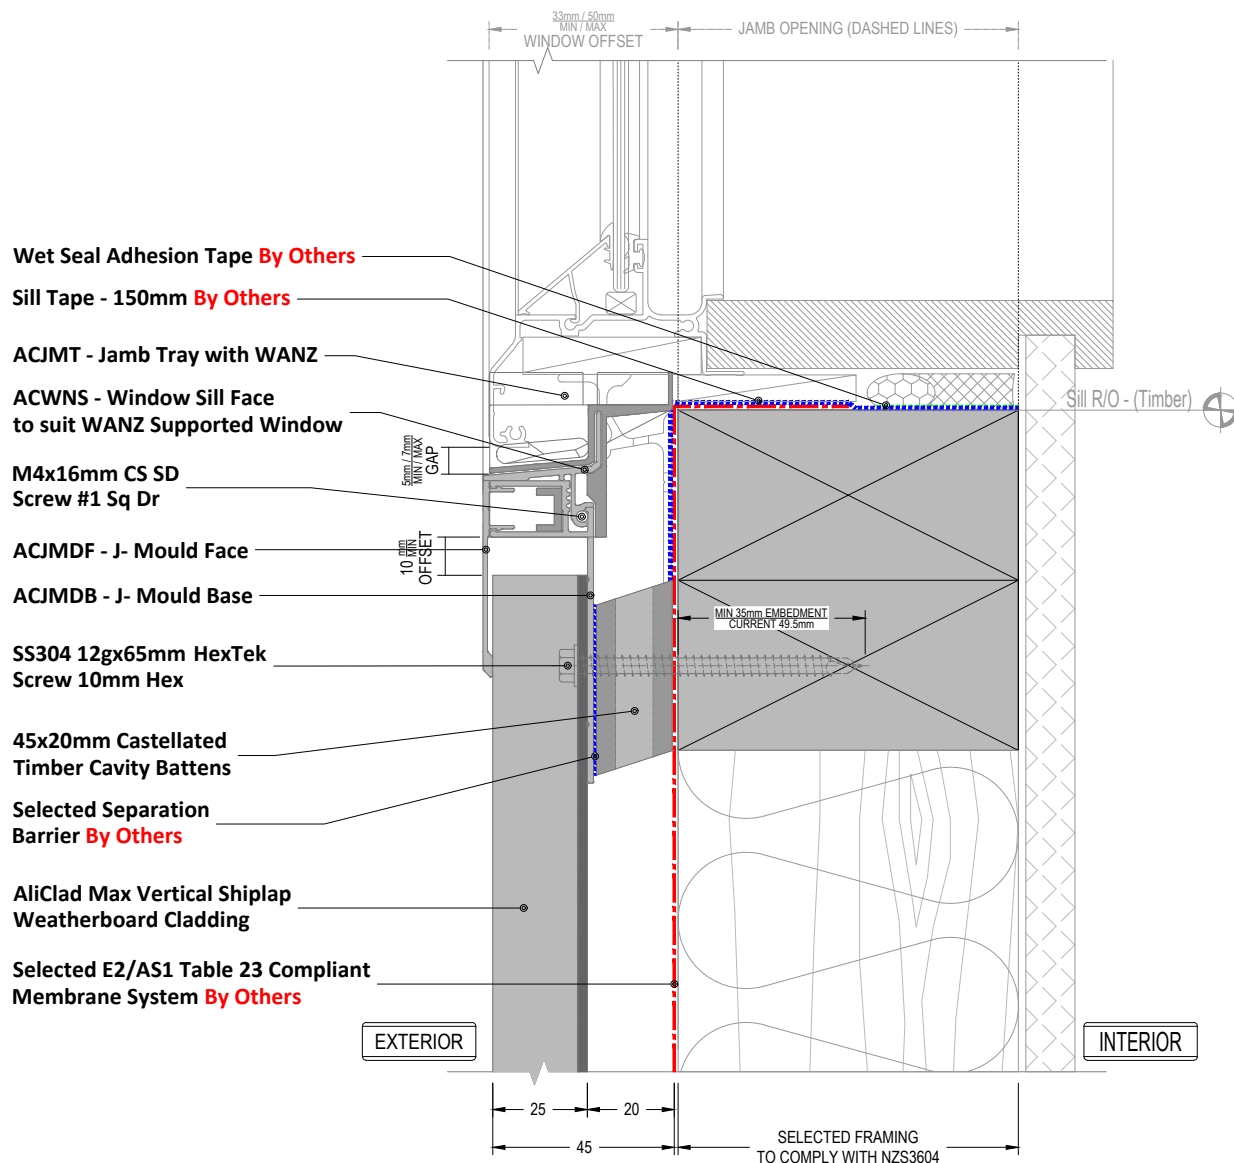 33mm / 50mm
MIN / MAX
WINDOW OFFSET
JAMB OPENING (DASHED LINES)
Wet Seal Adhesion Tape By Others
Sill Tape - 150mm By Others
ACJMT - Jamb Tray with WANZ
ACWNS - Window Sill Face
to suit WANZ Supported Window
M4x16mm CS SD
Screw #1 Sq Dr
ACJMDF - J- Mould Face
ACJMDB - J- Mould Base
SS304 12gx65mm HexTek
Screw 10mm Hex
45x20mm Castellated
Timber Cavity Battens
Selected Separation
Barrier By Others
AliClad Max Vertical Shiplap
Weatherboard Cladding
Selected E2/AS1 Table 23 Compliant
Membrane System By Others
5mm / 7mm
MIN / MAX
GAP
10 mm
MIN
OFFSET
Sill R/O - (Timber)
MIN 35mm EMBEDMENT
CURRENT 49.5mm
EXTERIOR
INTERIOR
25
20
45
SELECTED FRAMING
TO COMPLY WITH NZS3604